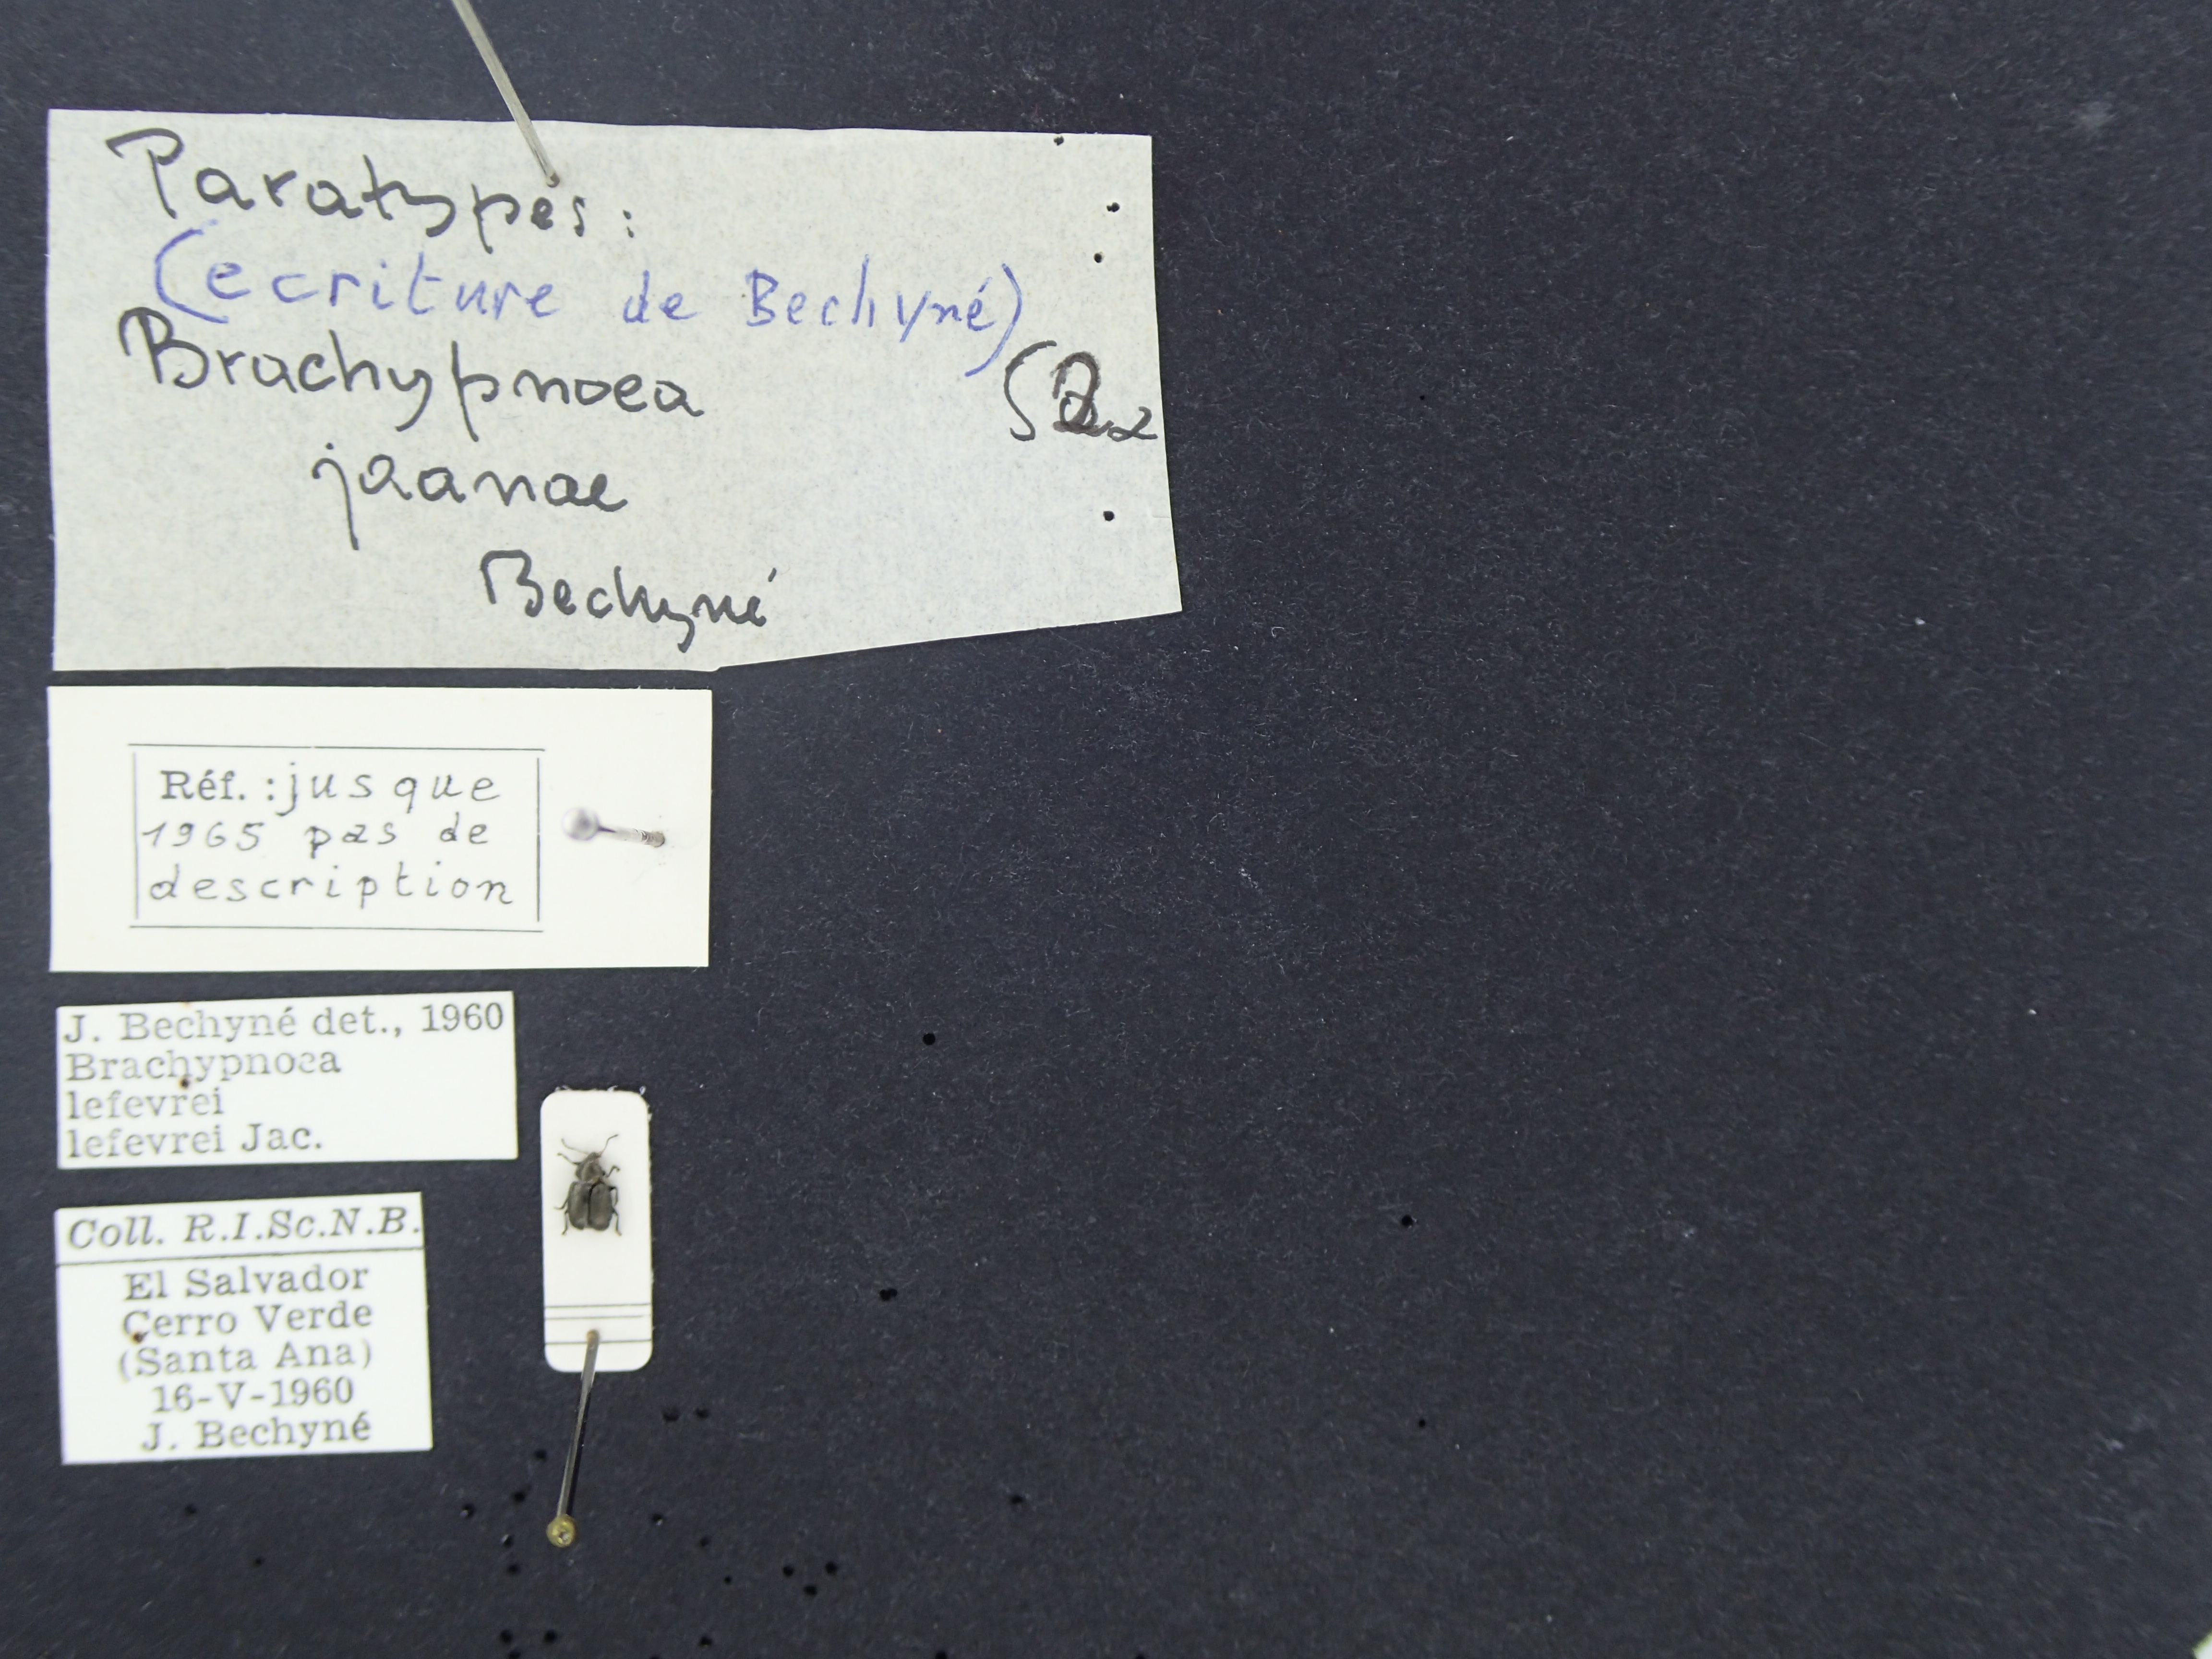 Paratypes:
(ecriture de Bechyné)
Brachypnoea
jaanae
Bechyné
Réf.: jusque
1965 pas de
description
J. Bechyné det., 1960
Brachypnoea
lefevrei
lefevrei Jac.
Coll. R.I.Sc.N.B.
El Salvador
Cerro Verde
(Santa Ana)
16-V-1960
J. Bechyné